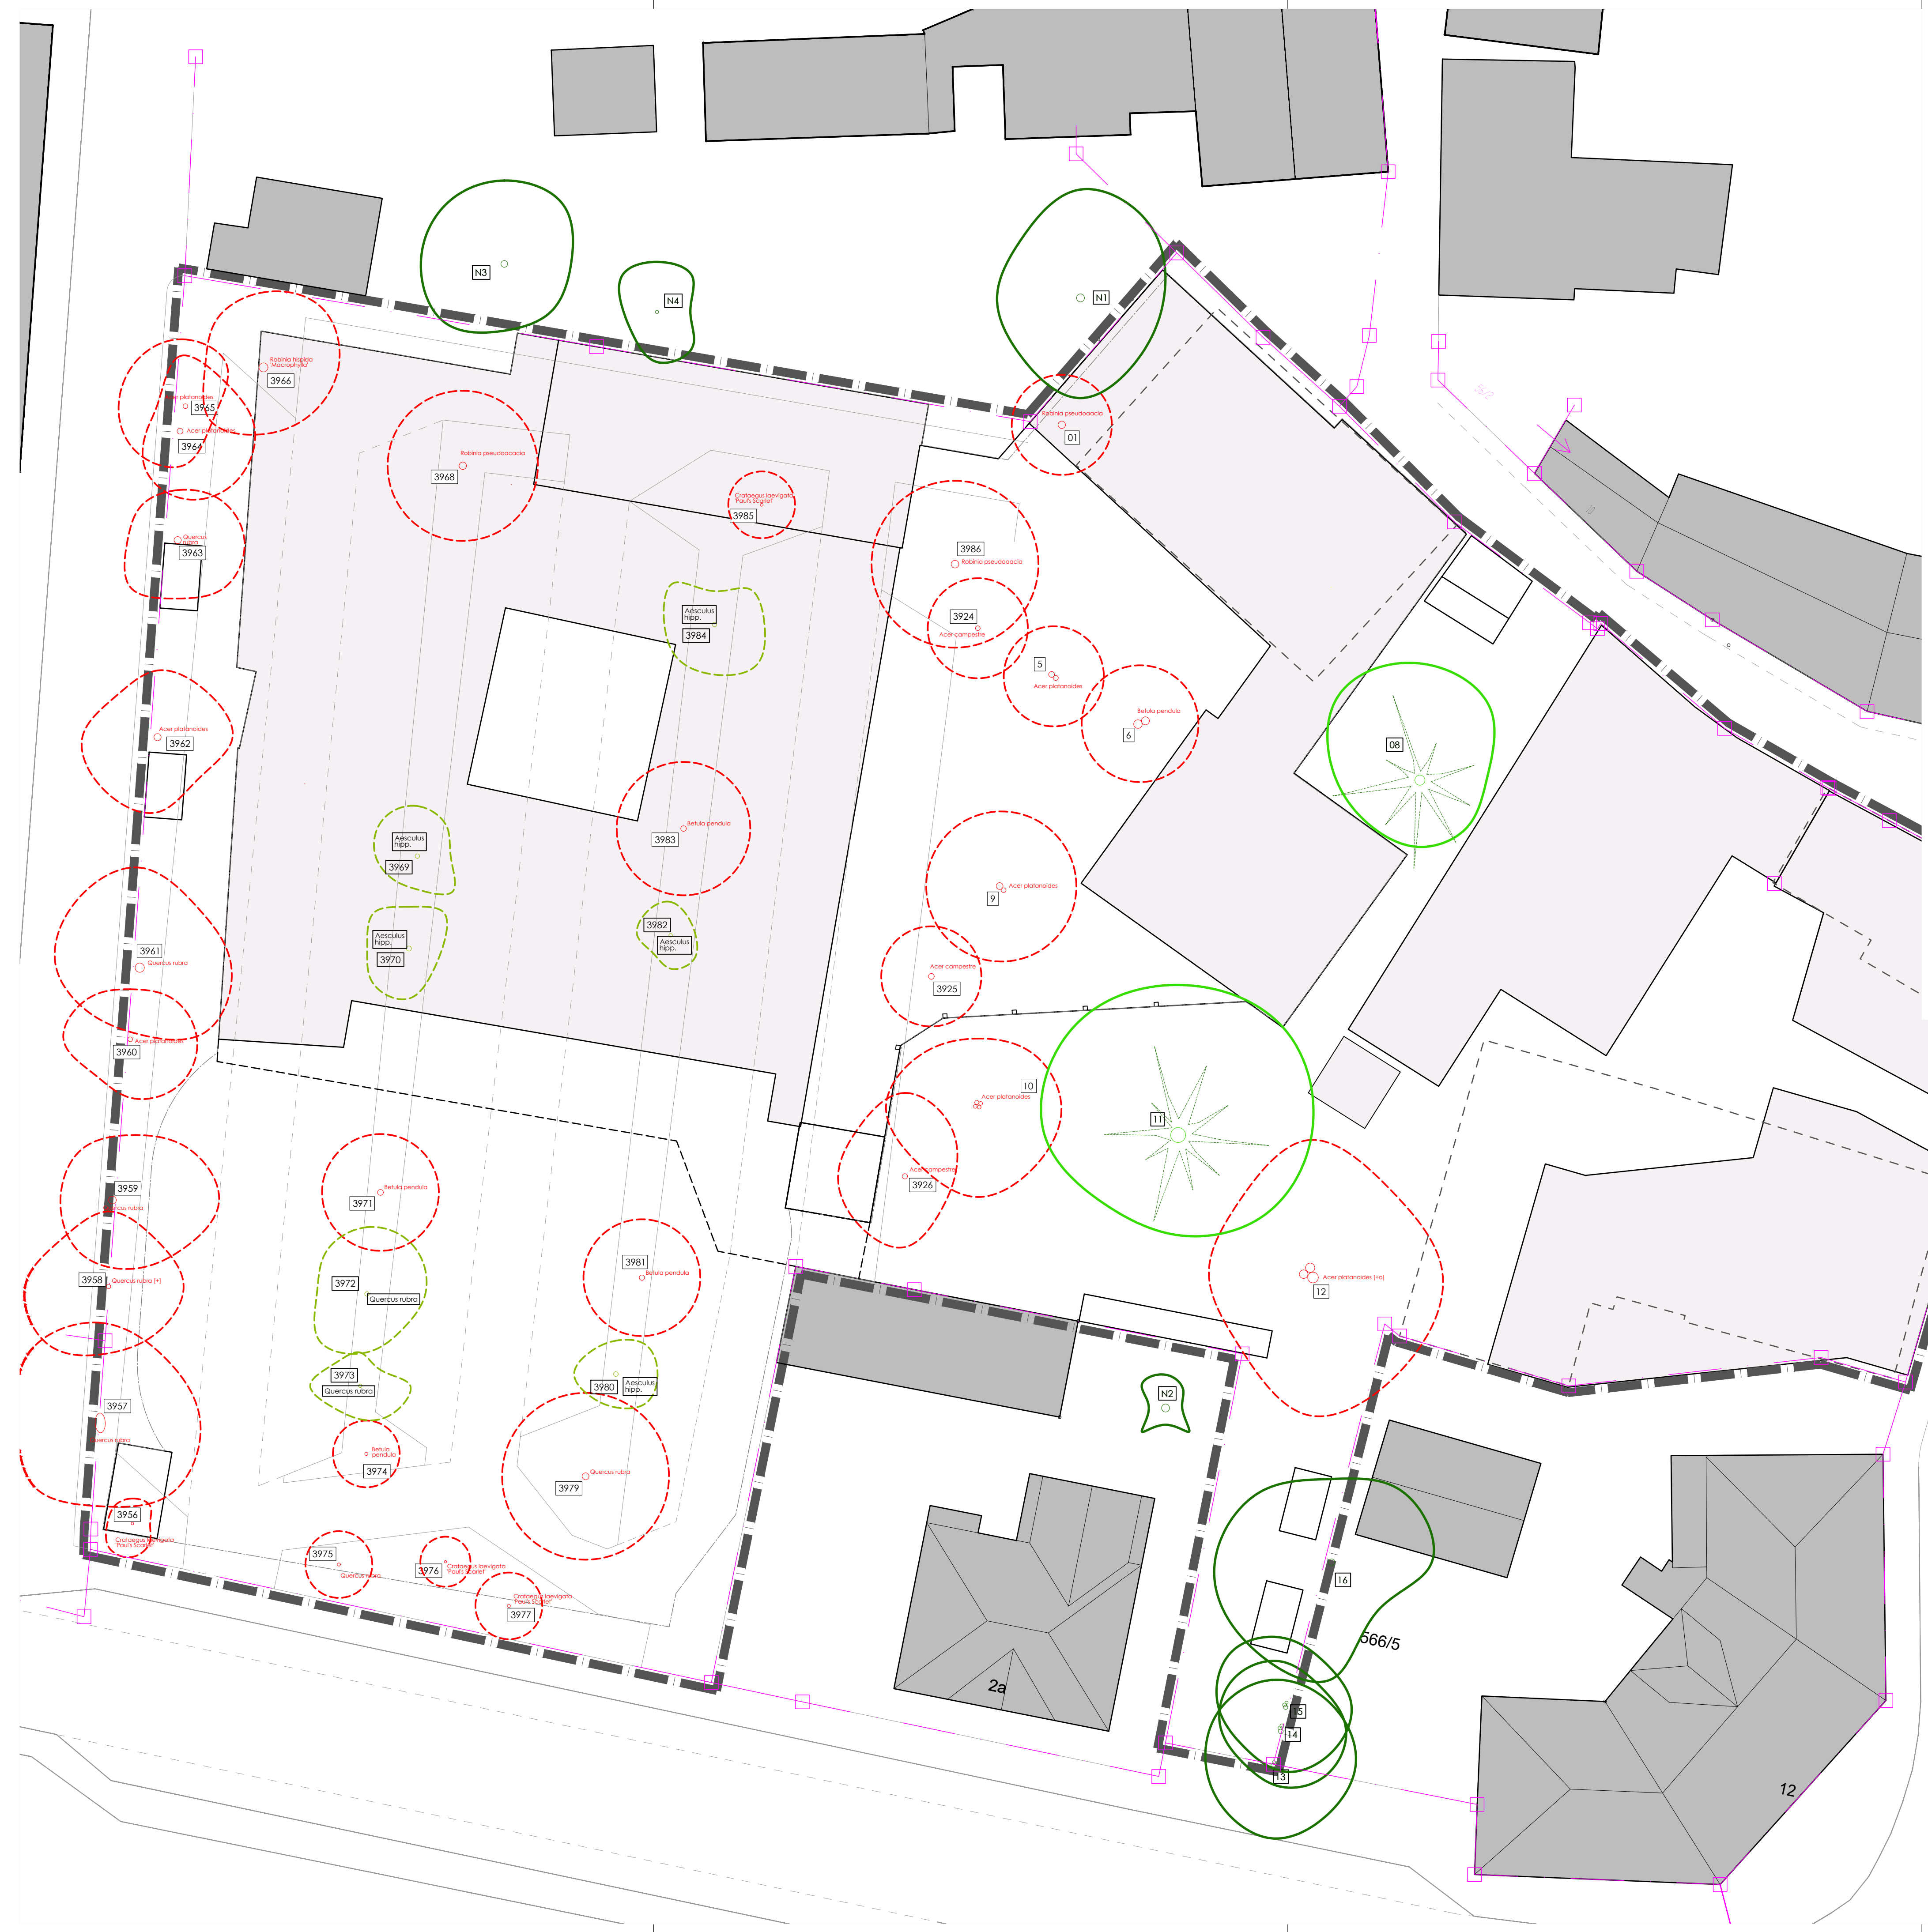 N3
N4
N1
Robinia hispida
'Macrophylla'
3966
Acer platanoides
3965
Acer platanoides
3964
Robinia pseudoacacia
3968
Robinia pseudoacacia
01
Crataegus laevigata
'Paul's Scarlet'
3985
Quercus
rubra
3963
3986
Robinia pseudoaacia
Aesculus
hipp.
3984
3924
Acer campestre
5
Acer platanoides
Betula pendula
6
Acer platanoides
3962
08
Aesculus
hipp.
3969
Betula pendula
3983
Acer platanoides
9
3982
Aesculus
hipp.
Aesculus
hipp.
3970
3961
Quercus rubra
Acer campestre
3925
Acer platanoides
3960
10
Acer platanoides
11
Acer campestre
3926
3959
Quercus rubra
Betula pendula
3971
3981
Betula pendula
3958
Quercus rubra [+]
3972
Quercus rubra
Acer platanoides [+o]
12
3973
Quercus rubra
3980
Aesculus
hipp.
N2
3957
Quercus rubra
Betula
pendula
3974
Quercus rubra
3979
3956
Crataegus laevigata
'Paul's Scarlet'
3975
Quercus rubra
3976
Crataegus laevigata
'Paul's Scarlet'
Crataegus laevigata
'Paul's Scarlet'
3977
16
566/5
2a
15
14
13
12